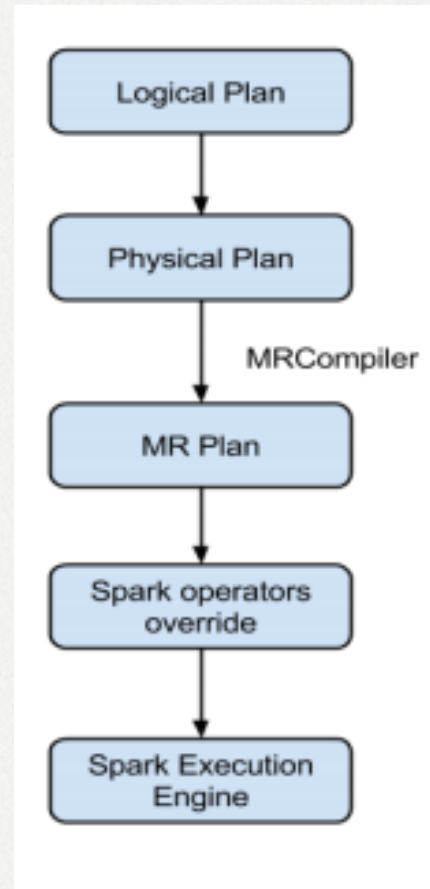 Logical Plan
Physical Plan
MRCompiler
MR Plan
Spark operators
override
Spark Execution
Engine